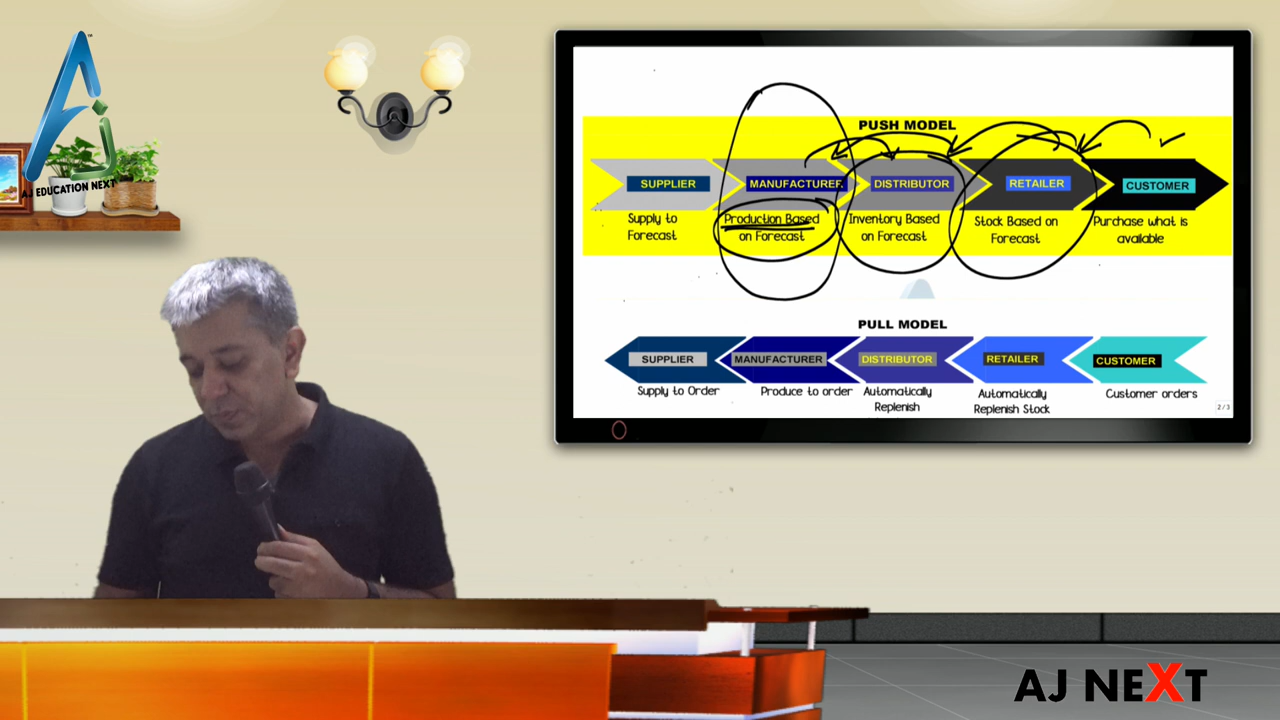 AJ EDUCATION NEXT
PUSH MODEL
SUPPLIER
MANUFACTURER
DISTRIBUTOR
RETAILER
CUSTOMER
Supply to
Forecast
Production Based
on Forecast
Inventory Based
on Forecast
Stock Based on
Forecast
Purchase what is
available
PULL MODEL
SUPPLIER
MANUFACTURER
DISTRIBUTOR
RETAILER
CUSTOMER
Supply to Order
Produce to order
Automatically
Replenish
Automatically
Replenish Stock
Customer orders
2/3
AJ NEXT